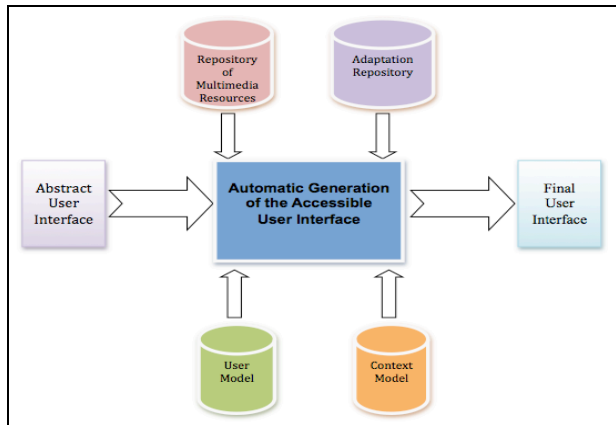 Repository
of
Multimedia
Resources
Adaptation
Repository
Abstract
User
Interface
Automatic Generation
of the Accessible
User Interface
Final
User
Interface
User
Model
Context
Model